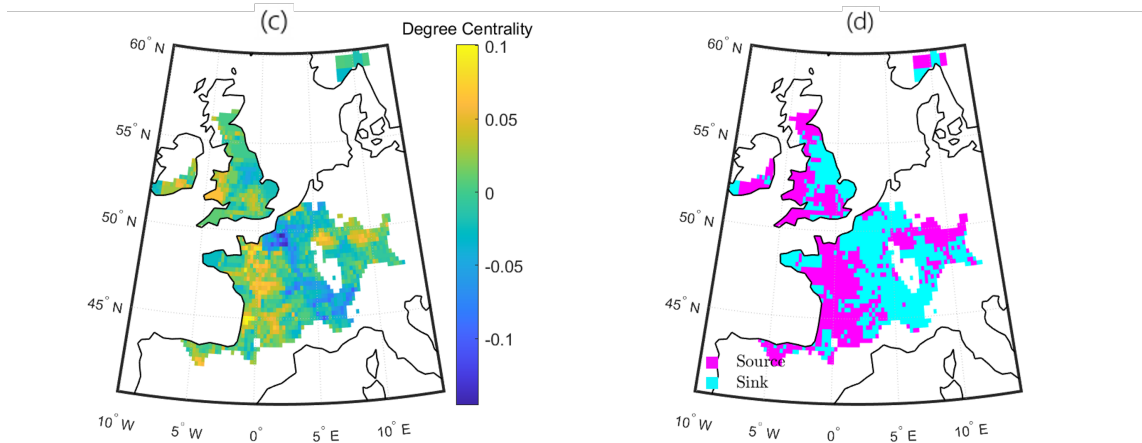 (c)
Degree Centrality
60° N
55° N
50° N
45° N
10° W
5° W
0°
5° E
10° E
0.1
0.05
0
-0.05
-0.1
(d)
60° N
55° N
50° N
45° N
Source
Sink
10° W
5° W
0°
5° E
10° E